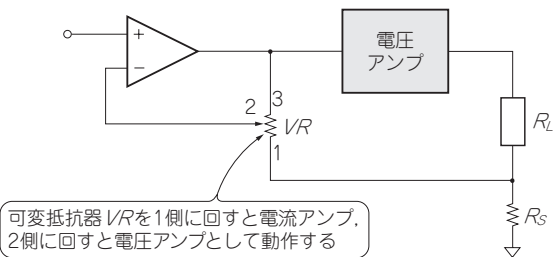 +
−
電圧
アンプ
2
3
VR
1
RL
RS
可変抵抗器VRを1側に回すと電流アンプ,
2側に回すと電圧アンプとして動作する